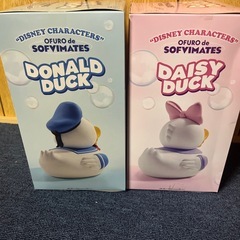 "DISNEY CHARACTERS"
OFURO de
SOFVIMATES
DONALD
DUCK
"DISNEY CHARACTERS"
OFURO de
SOFVIMATES
DAISY
DUCK